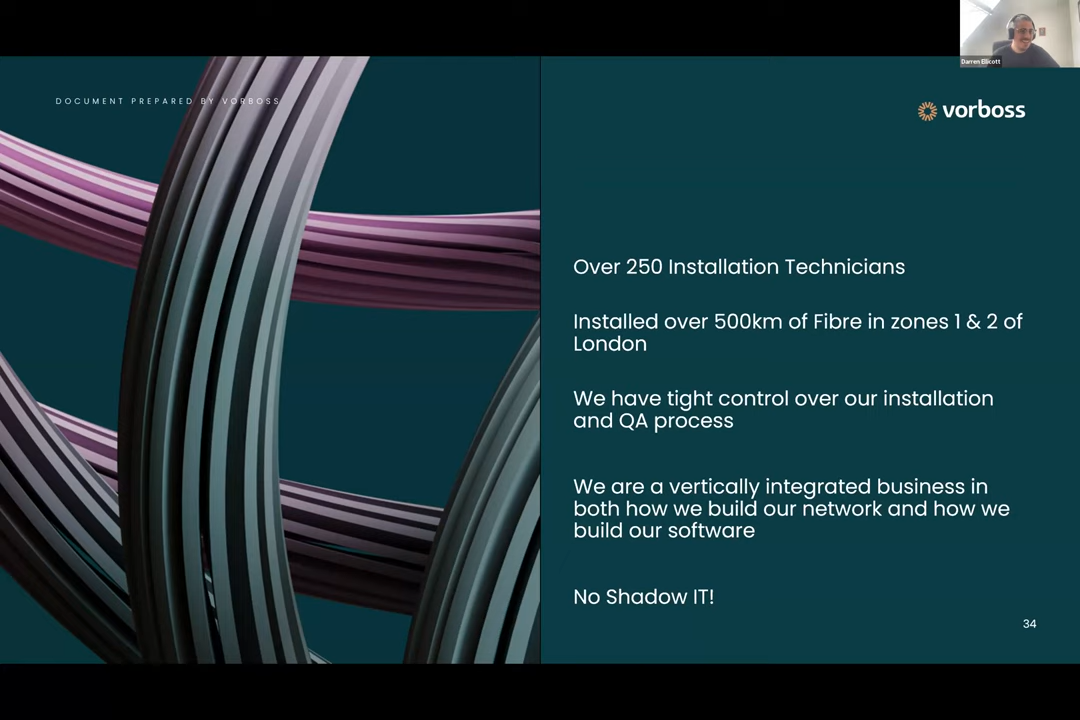 Darren Ellicott
DOCUMENT PREPARED BY VORBOSS
vorboss
Over 250 Installation Technicians
Installed over 500km of Fibre in zones 1 & 2 of
London
We have tight control over our installation
and QA process
We are a vertically integrated business in
both how we build our network and how we
build our software
No Shadow IT!
34